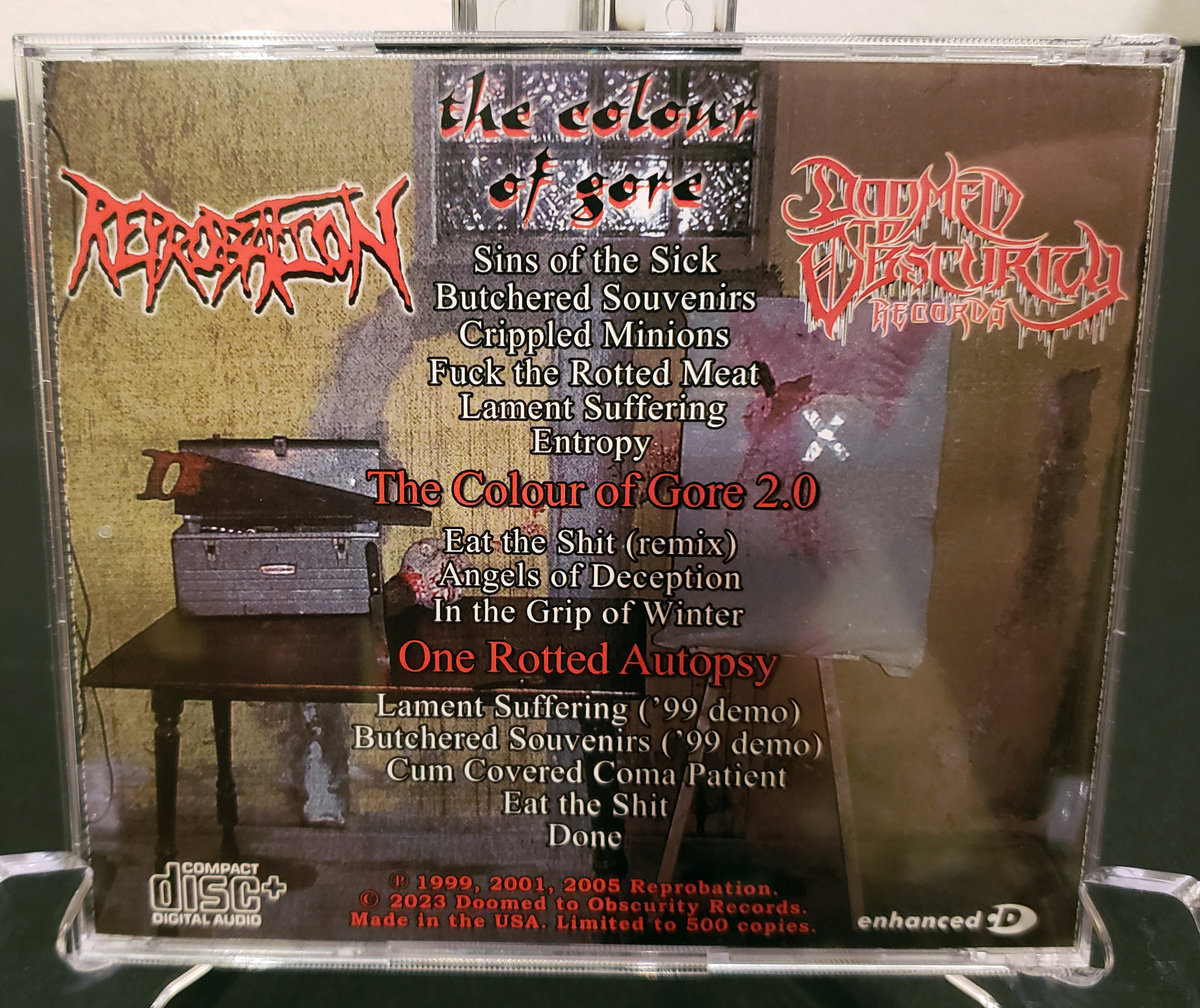 the colour
of gore
REPROBATION
DOOMED
TO
OBSCURITY
RECORDS
Sins of the Sick
Butchered Souvenirs
Crippled Minions
Fuck the Rotted Meat
Lament Suffering
Entropy
The Colour of Gore 2.0
Eat the Shit (remix)
Angels of Deception
In the Grip of Winter
One Rotted Autopsy
Lament Suffering ('99 demo)
Butchered Souvenirs ('99 demo)
Cum Covered Coma Patient
Eat the Shit
Done
COMPACT
disc+
DIGITAL AUDIO
℗ 1999, 2001, 2005 Reprobation.
© 2023 Doomed to Obscurity Records.
Made in the USA. Limited to 500 copies.
enhanced CD